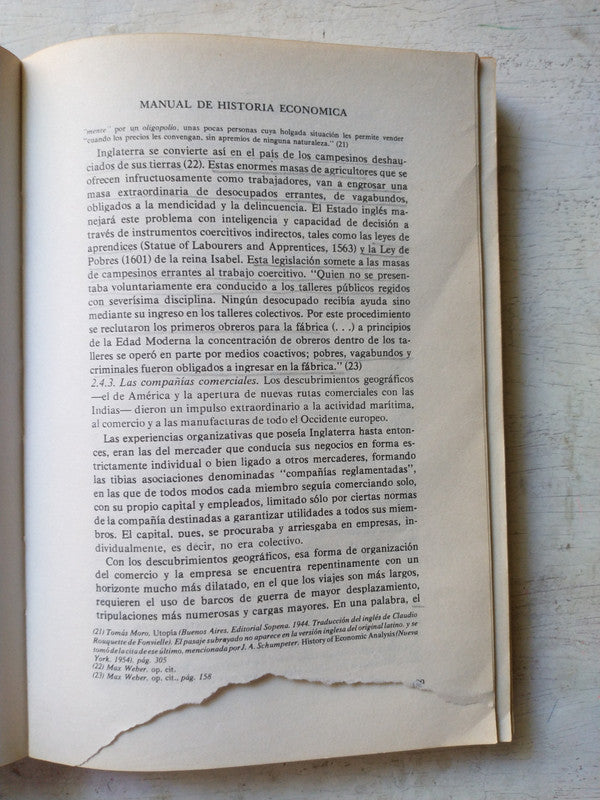 MANUAL DE HISTORIA ECONOMICA
"mente" por un oligopolio, unas pocas personas cuya holgada situación les permite vender
"cuando los precios les convengan, sin apremios de ninguna naturaleza." (21)
Inglaterra se convierte así en el país de los campesinos deshau-
ciados de sus tierras (22). Estas enormes masas de agricultores que se
ofrecen infructuosamente como trabajadores, van a engrosar una
masa extraordinaria de desocupados errantes, de vagabundos,
obligados a la mendicidad y la delincuencia. El Estado inglés ma-
nejará este problema con inteligencia y capacidad de decisión a
través de instrumentos coercitivos indirectos, tales como las leyes de
aprendices (Statue of Labourers and Apprentices, 1563) y la Ley de
Pobres (1601) de la reina Isabel. Esta legislación somete a las masas
de campesinos errantes al trabajo coercitivo. "Quien no se presen-
taba voluntariamente era conducido a los talleres públicos regidos
con severísima disciplina. Ningún desocupado recibía ayuda sino
mediante su ingreso en los talleres colectivos. Por este procedimiento
se reclutaron los primeros obreros para la fábrica (. . .) a principios
de la Edad Moderna la concentración de obreros dentro de los ta-
lleres se operó en parte por medios coactivos; pobres, vagabundos y
criminales fueron obligados a ingresar en la fábrica." (23)
2.4.3. Las compañías comerciales. Los descubrimientos geográficos
—el de América y la apertura de nuevas rutas comerciales con las
Indias— dieron un impulso extraordinario a la actividad marítima,
al comercio y a las manufacturas de todo el Occidente europeo.
Las experiencias organizativas que poseía Inglaterra hasta enton-
ces, eran las del mercader que conducía sus negocios en forma es-
trictamente individual o bien ligado a otros mercaderes, formando
las tibias asociaciones denominadas "compañías reglamentadas",
en las que de todos modos cada miembro seguía comerciando solo,
con su propio capital y empleados, limitado sólo por ciertas normas
de la compañía destinadas a garantizar utilidades a todos sus miem-
bros. El capital, pues, se procuraba y arriesgaba en empresas, in-
dividualmente, es decir, no era colectivo.
Con los descubrimientos geográficos, esa forma de organización
del comercio y la empresa se encuentra repentinamente con un
horizonte mucho más dilatado, en el que los viajes son más largos,
requieren el uso de barcos de guerra de mayor desplazamiento,
tripulaciones más numerosas y cargas mayores. En una palabra, el
(21) Tomás Moro, Utopía (Buenos Aires, Editorial Sopena, 1944. Traducción del inglés de Claudio
Rouquette de Fonvielle). El pasaje subrayado no aparece en la versión inglesa del original latino, y se
tomó de la cita de ese último, mencionada por J. A. Schumpeter, History of Economic Analysis (Nueva
York, 1954), pág. 305
(22) Max Weber, op. cit.
(23) Max Weber, op. cit., pág. 158